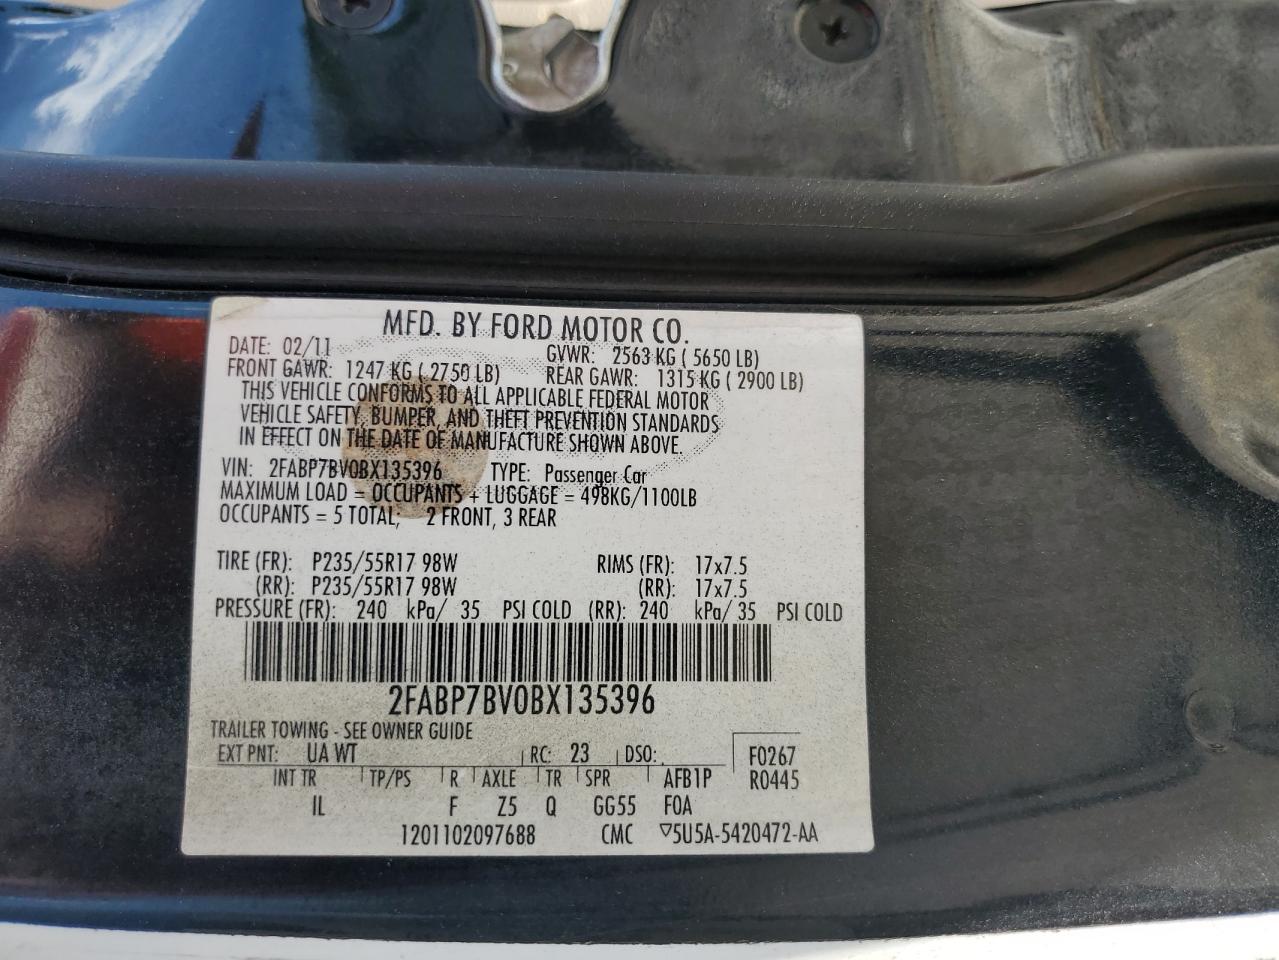 MFD. BY FORD MOTOR CO.
DATE: 02/11 GVWR: 2563 KG ( 5650 LB)
FRONT GAWR: 1247 KG ( 2750 LB) REAR GAWR: 1315 KG ( 2900 LB)
THIS VEHICLE CONFORMS TO ALL APPLICABLE FEDERAL MOTOR
VEHICLE SAFETY, BUMPER, AND THEFT PREVENTION STANDARDS
IN EFFECT ON THE DATE OF MANUFACTURE SHOWN ABOVE.
VIN: 2FABP7BV0BX135396 TYPE: Passenger Car
MAXIMUM LOAD = OCCUPANTS + LUGGAGE = 498KG/1100LB
OCCUPANTS = 5 TOTAL; 2 FRONT, 3 REAR
TIRE (FR): P235/55R17 98W RIMS (FR): 17x7.5
(RR): P235/55R17 98W (RR): 17x7.5
PRESSURE (FR): 240 kPa/ 35 PSI COLD (RR): 240 kPa/ 35 PSI COLD
2FABP7BV0BX135396
TRAILER TOWING - SEE OWNER GUIDE
EXT PNT: UA WT RC: 23 DSO: F0267
INT TR TP/PS R AXLE TR SPR AFB1P R0445
IL F Z5 Q GG55 F0A
1201102097688 CMC ▽5U5A-5420472-AA